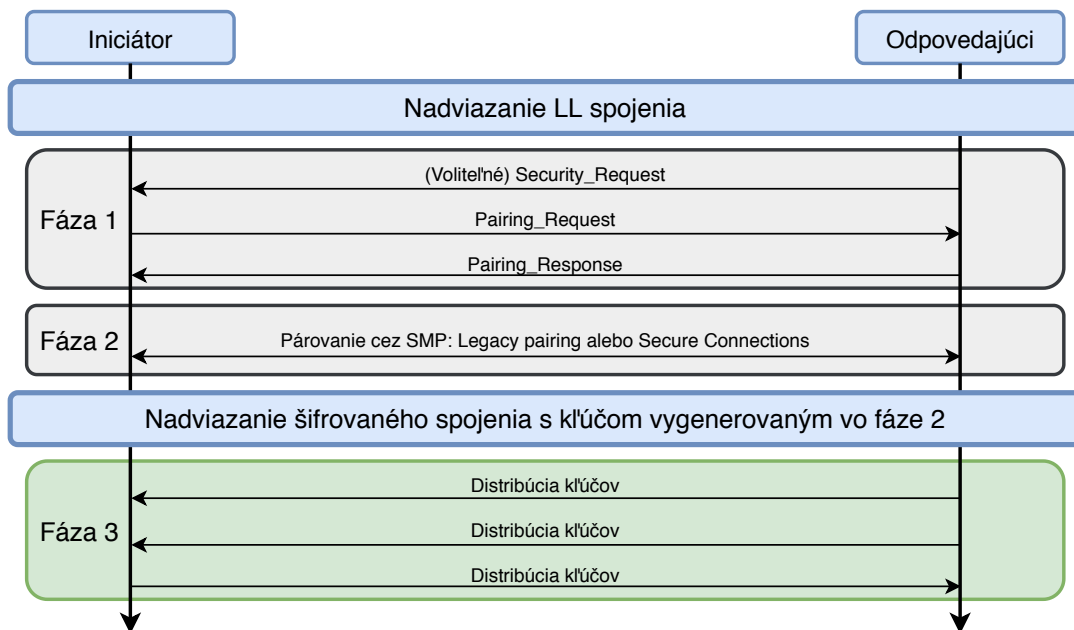 Iniciátor
Odpovedajúci
Nadviazanie LL spojenia
Fáza 1
(Voliteľné) Security_Request
Pairing_Request
Pairing_Response
Fáza 2
Párovanie cez SMP: Legacy pairing alebo Secure Connections
Nadviazanie šifrovaného spojenia s kľúčom vygenerovaným vo fáze 2
Fáza 3
Distribúcia kľúčov
Distribúcia kľúčov
Distribúcia kľúčov